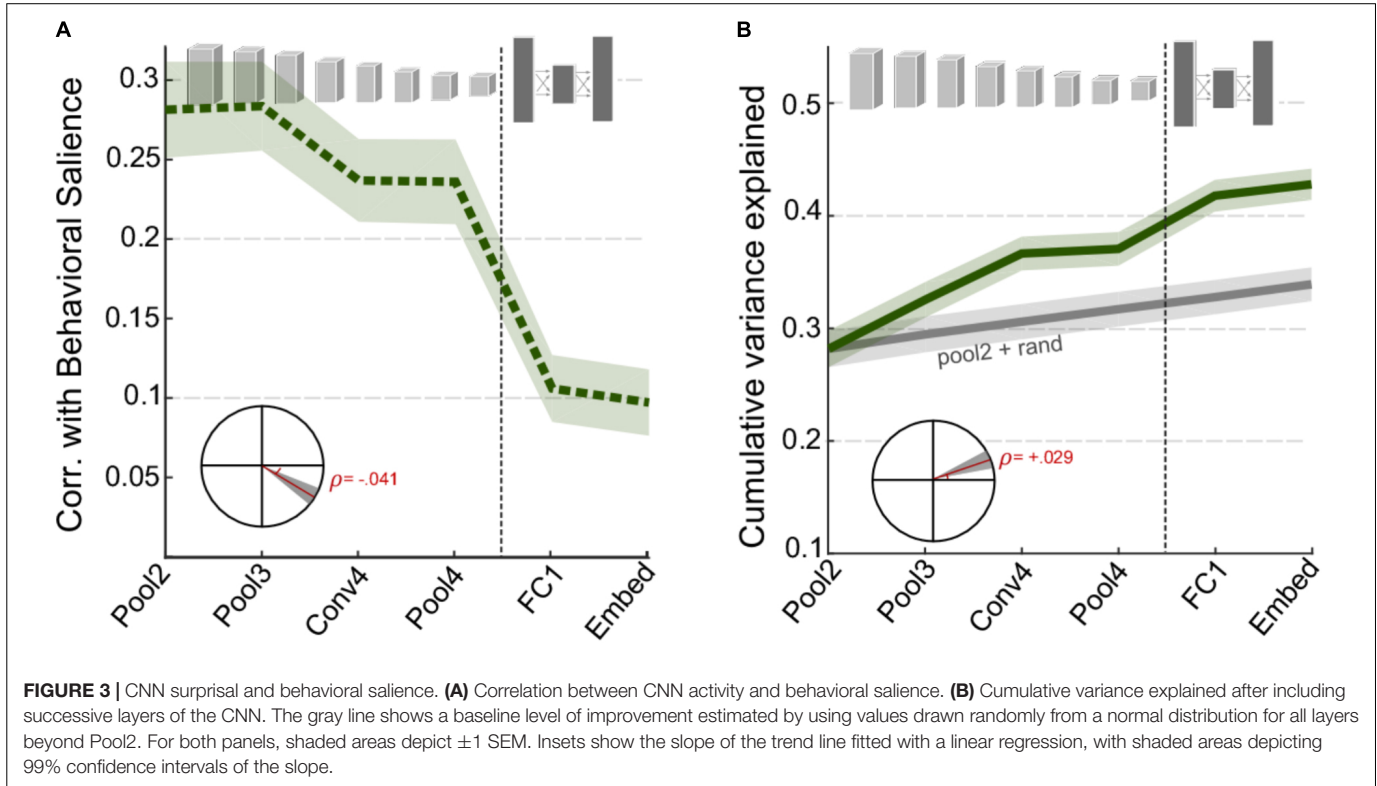 A
B
Corr. with Behavioral Salience
0.3
0.25
0.2
0.15
0.1
0.05
ρ= -.041
Pool2
Pool3
Conv4
Pool4
FC1
Embed
Cumulative variance explained
0.5
0.4
0.3
0.2
0.1
pool2 + rand
ρ= +.029
Pool2
Pool3
Conv4
Pool4
FC1
Embed
FIGURE 3 | CNN surprisal and behavioral salience. (A) Correlation between CNN activity and behavioral salience. (B) Cumulative variance explained after including
successive layers of the CNN. The gray line shows a baseline level of improvement estimated by using values drawn randomly from a normal distribution for all layers
beyond Pool2. For both panels, shaded areas depict ±1 SEM. Insets show the slope of the trend line fitted with a linear regression, with shaded areas depicting
99% confidence intervals of the slope.